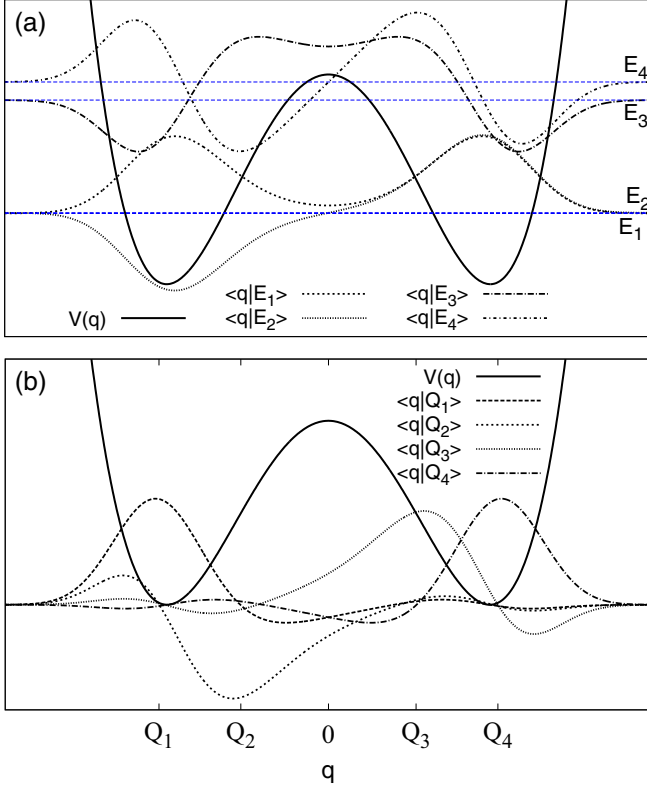 (a)
E₄
E₃
E₂
E₁
<q|E₁> <q|E₃>
V(q) <q|E₂> <q|E₄>
(b)
V(q)
<q|Q₁>
<q|Q₂>
<q|Q₃>
<q|Q₄>
Q₁ Q₂ 0 Q₃ Q₄
q